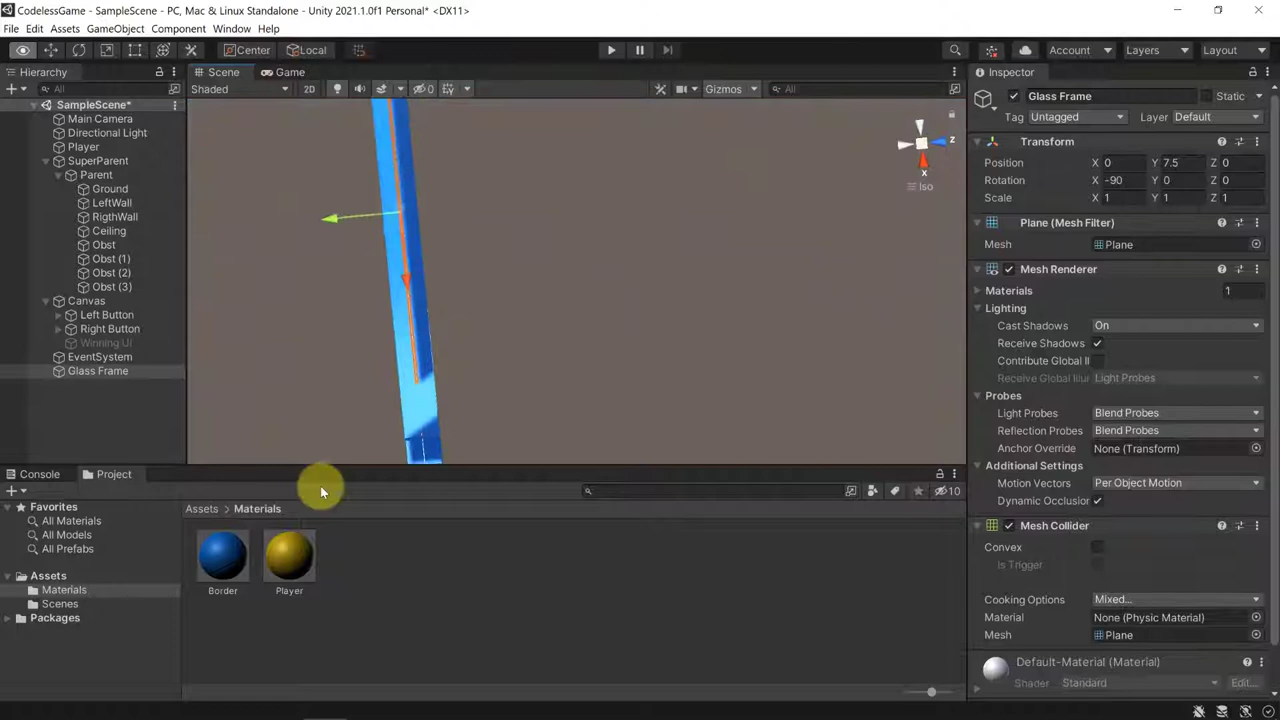 CodelessGame - SampleScene - PC, Mac & Linux Standalone - Unity 2021.1.0f1 Personal* <DX11>
File Edit Assets GameObject Component Window Help
Center Local Account Layers Layout
Hierarchy
All
SampleScene*
Main Camera
Directional Light
Player
SuperParent
Parent
Ground
LeftWall
RigthWall
Ceiling
Obst
Obst (1)
Obst (2)
Obst (3)
Canvas
Left Button
Right Button
Winning UI
EventSystem
Glass Frame
Scene Game
Shaded 2D 0 Gizmos All
z
x
Iso
Console Project
10
Favorites
All Materials
All Models
All Prefabs
Assets
Materials
Scenes
Packages
Assets Materials
Border Player
Inspector
Glass Frame Static
Tag Untagged Layer Default
Transform
Position X 0 Y 7.5 Z 0
Rotation X -90 Y 0 Z 0
Scale X 1 Y 1 Z 1
Plane (Mesh Filter)
Mesh Plane
Mesh Renderer
Materials 1
Lighting
Cast Shadows On
Receive Shadows
Contribute Global Il
Receive Global Illur Light Probes
Probes
Light Probes Blend Probes
Reflection Probes Blend Probes
Anchor Override None (Transform)
Additional Settings
Motion Vectors Per Object Motion
Dynamic Occlusion
Mesh Collider
Convex
Is Trigger
Cooking Options Mixed...
Material None (Physic Material)
Mesh Plane
Default-Material (Material)
Shader Standard Edit...